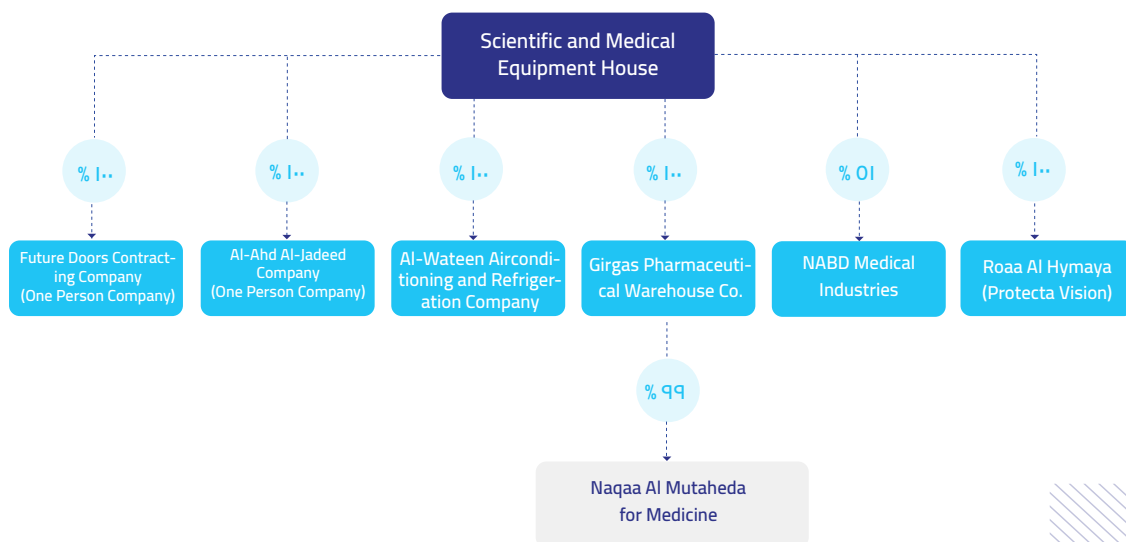 Scientific and Medical
Equipment House
% ١٠٠
% ١٠٠
% ١٠٠
% ١٠٠
% ٥١
% ١٠٠
Future Doors Contract-
ing Company
(One Person Company)
Al-Ahd Al-Jadeed
Company
(One Person Company)
Al-Wateen Aircondi-
tioning and Refriger-
ation Company
Girgas Pharmaceuti-
cal Warehouse Co.
NABD Medical
Industries
Roaa Al Hymaya
(Protecta Vision)
% ٩٩
Naqaa Al Mutaheda
for Medicine